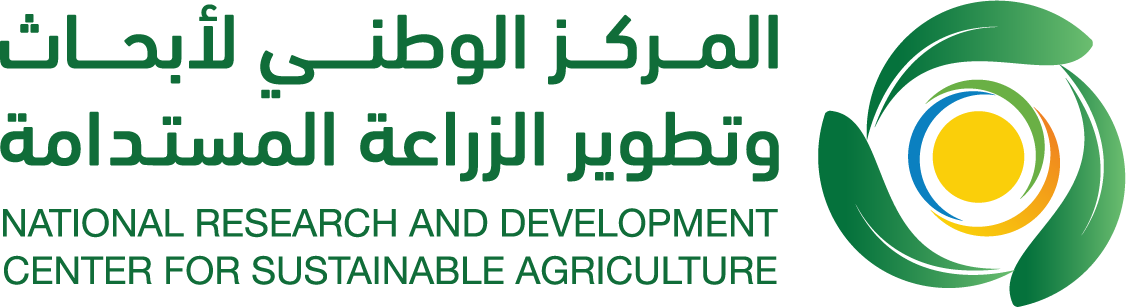 المركز الوطني لأبحاث
وتطوير الزراعة المستدامة
NATIONAL RESEARCH AND DEVELOPMENT
CENTER FOR SUSTAINABLE AGRICULTURE